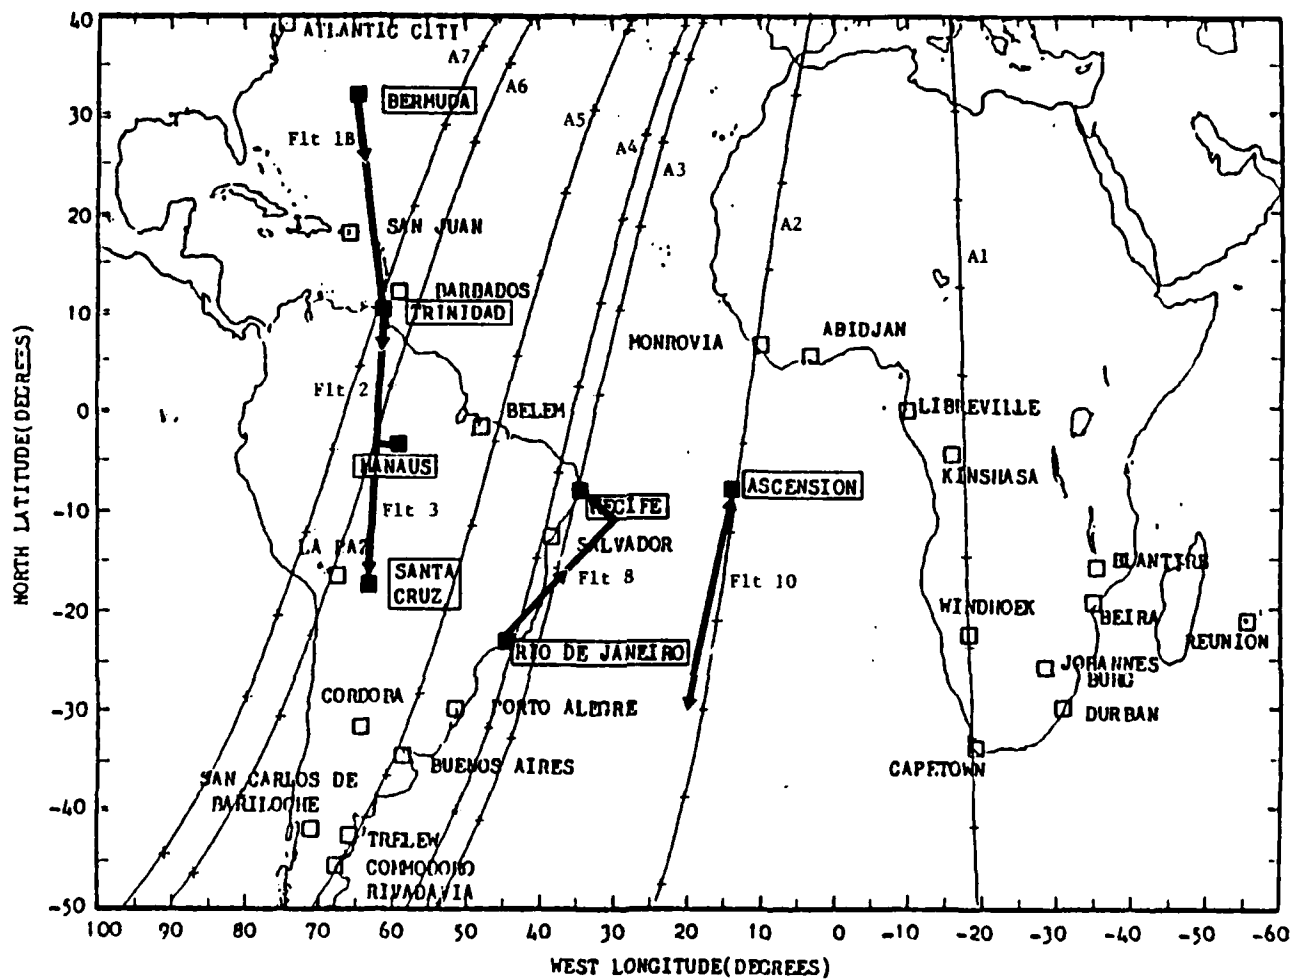 40
ATLANTIC CITY
A7
A6
BERMUDA
30
Flt 1B
A5
A4
A3
20
SAN JUAN
A2
A1
BARBADOS
10
TRINIDAD
MONROVIA
ABIDJAN
Flt 2
0
BELEM
LIBREVILLE
MANAUS
KINSHASA
ASCENSION
RECIFE
-10
Flt 3
LA PAZ
SALVADOR
SANTA
CRUZ
Flt 8
Flt 10
BLANTIRE
-20
WINDHOEK
BEIRA
REUNION
RIO DE JANEIRO
JOHANNES
BURG
CORDOBA
-30
PORTO ALEGRE
DURBAN
BUENOS AIRES
CAPETOWN
SAN CARLOS DE
BARILOCHE
-40
TRELEW
COMMODORO
RIVADAVIA
-50
NORTH LATITUDE(DEGREES)
100 90 80 70 60 50 40 30 20 10 0 -10 -20 -30 -40 -50 -60
WEST LONGITUDE(DEGREES)